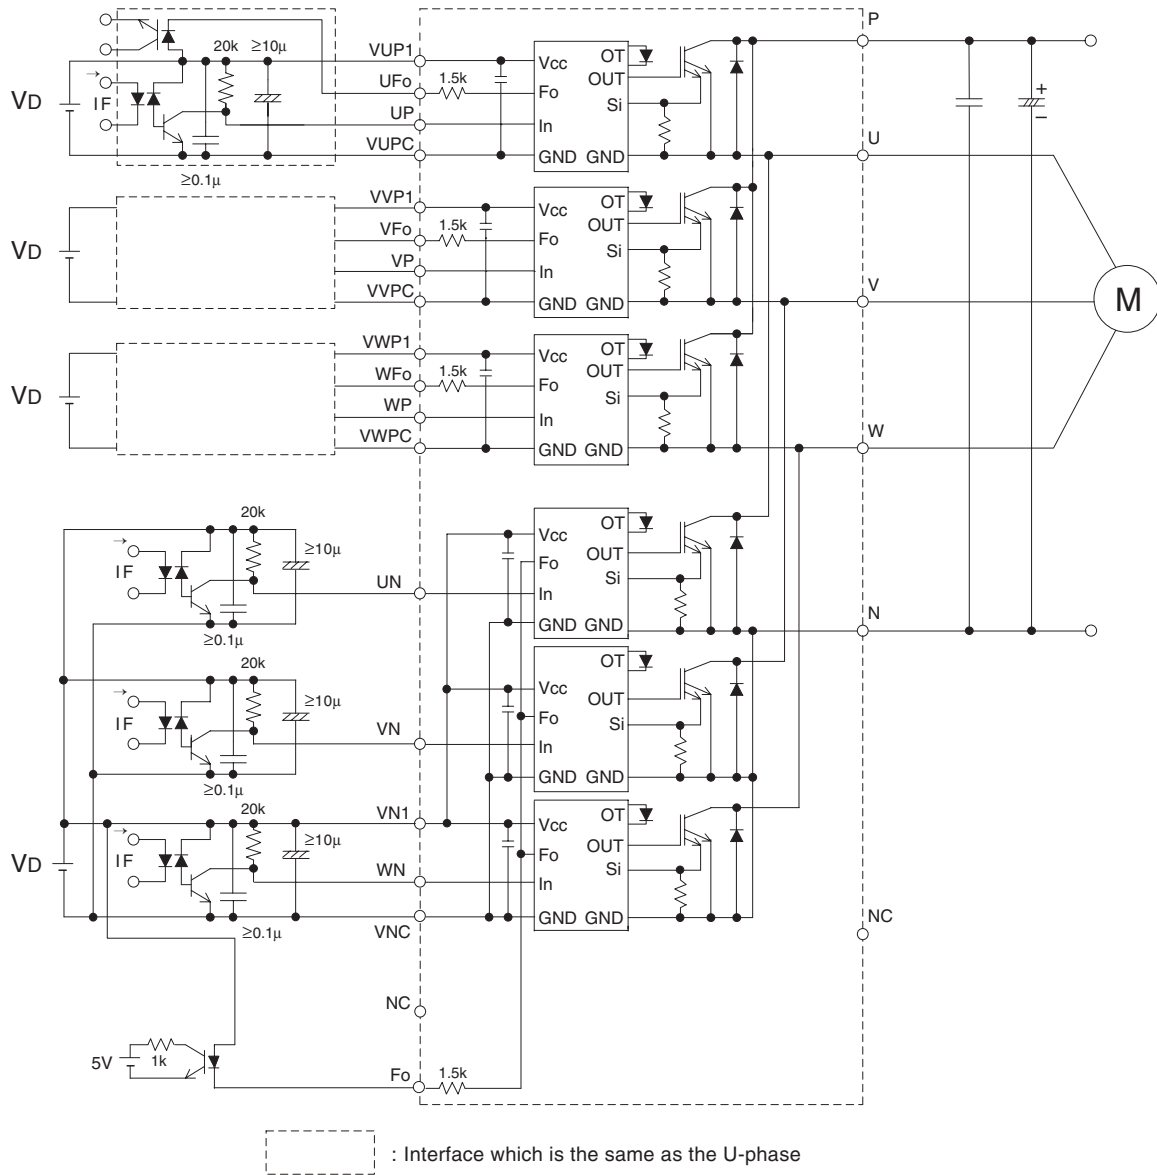 P
20k
≥10µ
VUP1
OT
Vcc
OUT
UFo
1.5k
Fo
VD
IF
Si
UP
In
U
VUPC
GND GND
≥0.1µ
VVP1
OT
Vcc
OUT
VFo
1.5k
Fo
VD
Si
VP
In
V
VVPC
GND GND
M
VWP1
OT
Vcc
OUT
WFo
1.5k
Fo
VD
Si
WP
In
W
VWPC
GND GND
20k
OT
Vcc
≥10µ
OUT
Fo
IF
Si
UN
In
N
GND GND
≥0.1µ
20k
OT
Vcc
≥10µ
OUT
IF
VN
Fo
Si
In
GND GND
≥0.1µ
20k
VN1
OT
Vcc
≥10µ
OUT
VD
IF
Fo
WN
Si
In
VNC
GND GND
NC
≥0.1µ
NC
5V
1k
Fo
1.5k
: Interface which is the same as the U-phase